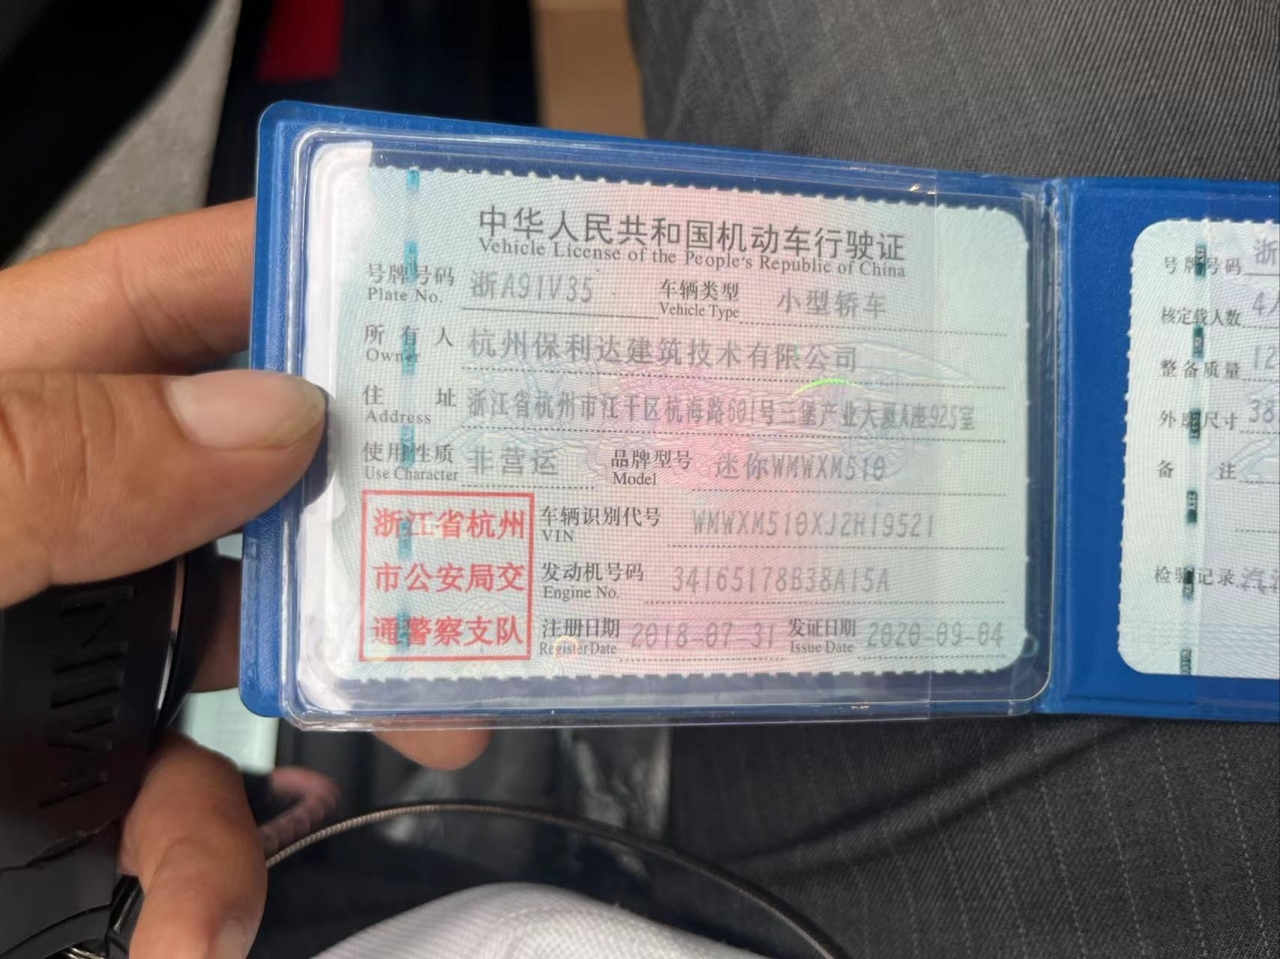 中华人民共和国机动车行驶证
Vehicle License of the People's Republic of China
号牌号码 浙A91V35 车辆类型 小型轿车
Plate No. Vehicle Type
所有人 杭州保利达建筑技术有限公司
Owner
住址 浙江省杭州市江干区杭海路601号三堡产业大厦A座925室
Address
使用性质 非营运 品牌型号 迷你WMWXM510
Use Character Model
浙江省杭州
市公安局交
通警察支队
车辆识别代号 WMWXM510XJ2H19521
VIN
发动机号码 34165178B38A15A
Engine No.
注册日期 2018-07-31 发证日期 2020-09-04
Register Date Issue Date
号牌号码 浙
核定载人数 4
整备质量 12
外廓尺寸 38
备注
检验记录